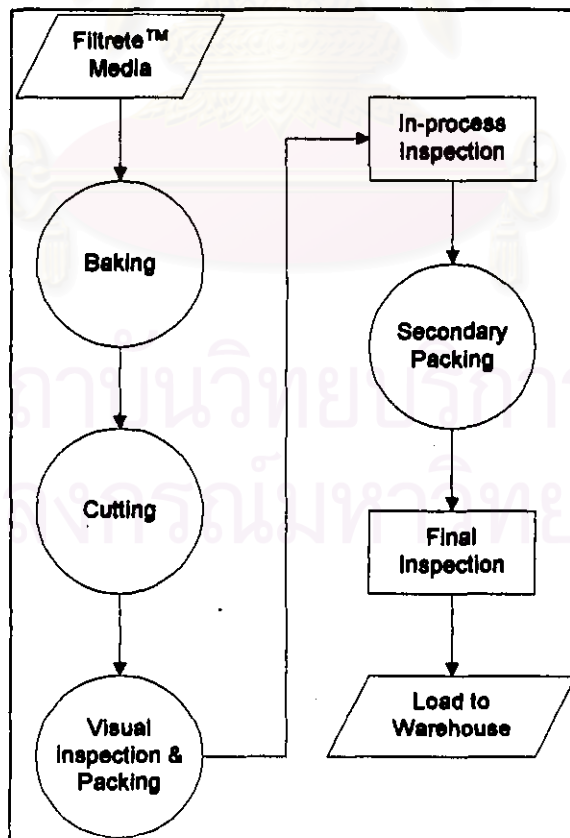 Filtrete™
Media
Baking
Cutting
Visual
Inspection &
Packing
In-process
Inspection
Secondary
Packing
Final
Inspection
Load to
Warehouse